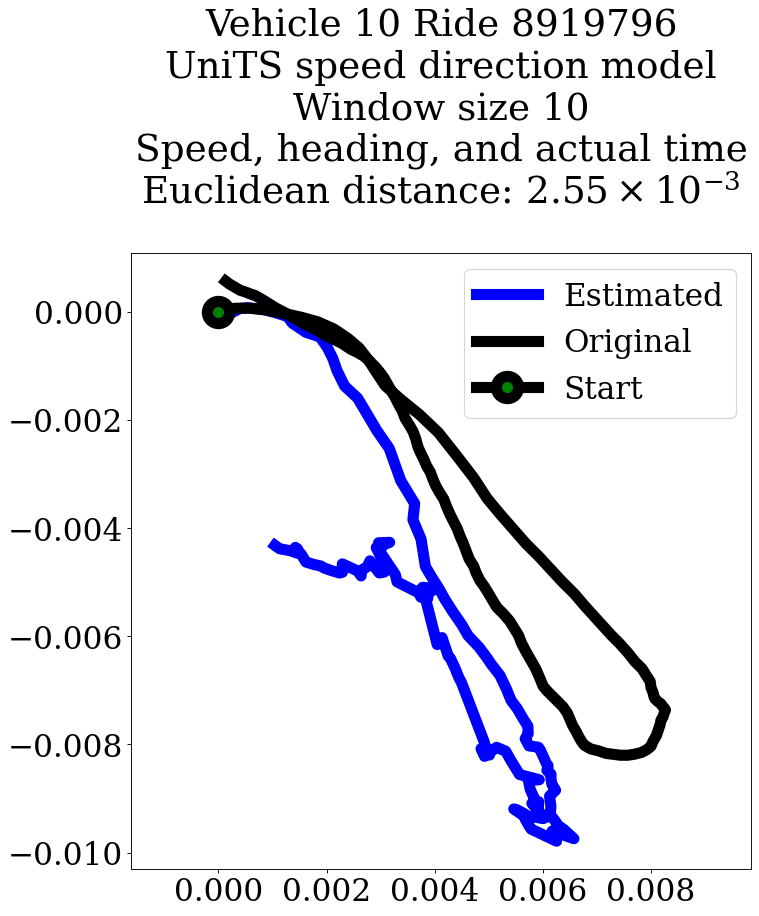 Vehicle 10 Ride 8919796
UniTS speed direction model
Window size 10
Speed, heading, and actual time
Euclidean distance: 2.55 × 10⁻³
Estimated
Original
Start
0.000
−0.002
−0.004
−0.006
−0.008
−0.010
0.000 0.002 0.004 0.006 0.008